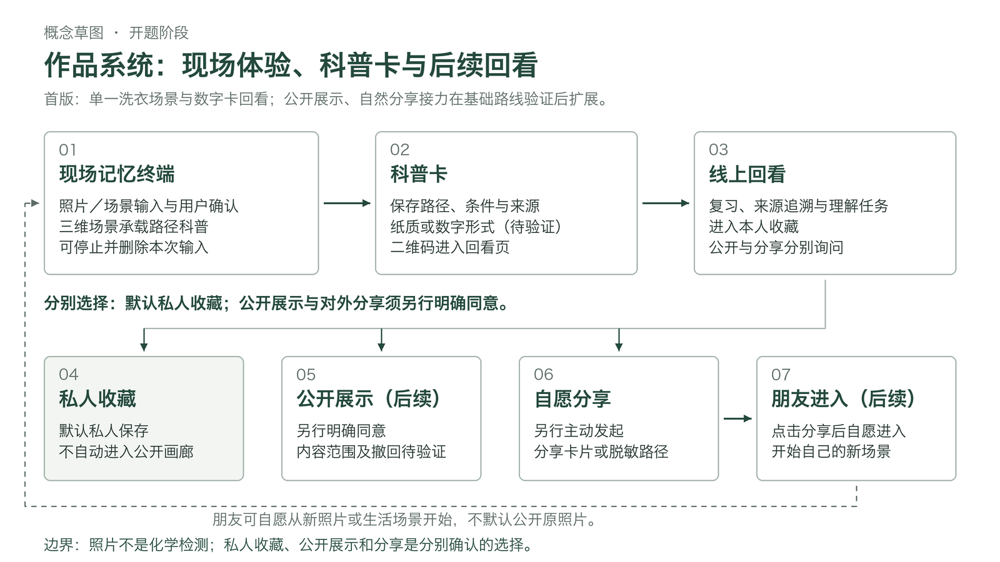 概念草图 · 开题阶段
作品系统：现场体验、科普卡与后续回看
首版：单一洗衣场景与数字卡回看；公开展示、自然分享接力在基础路线验证后扩展。
01
现场记忆终端
照片／场景输入与用户确认
三维场景承载路径科普
可停止并删除本次输入
02
科普卡
保存路径、条件与来源
纸质或数字形式（待验证）
二维码进入回看页
03
线上回看
复习、来源追溯与理解任务
进入本人收藏
公开与分享分别询问
分别选择：默认私人收藏；公开展示与对外分享须另行明确同意。
04
私人收藏
默认私人保存
不自动进入公开画廊
05
公开展示（后续）
另行明确同意
内容范围及撤回待验证
06
自愿分享
另行主动发起
分享卡片或脱敏路径
07
朋友进入（后续）
点击分享后自愿进入
开始自己的新场景
朋友可自愿从新照片或生活场景开始，不默认公开原照片。
边界：照片不是化学检测；私人收藏、公开展示和分享是分别确认的选择。